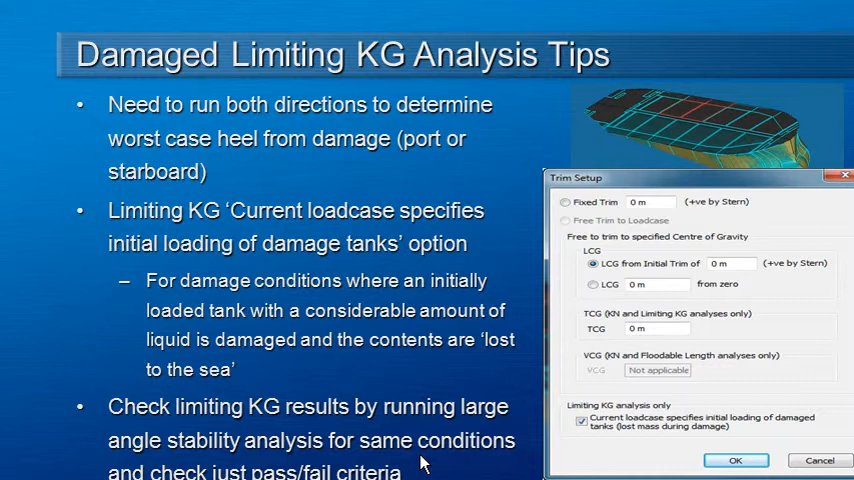 Damaged Limiting KG Analysis Tips
• Need to run both directions to determine
worst case heel from damage (port or
starboard)
• Limiting KG ‘Current loadcase specifies
initial loading of damage tanks’ option
– For damage conditions where an initially
loaded tank with a considerable amount of
liquid is damaged and the contents are ‘lost
to the sea’
• Check limiting KG results by running large
angle stability analysis for same conditions
and check just pass/fail criteria
Trim Setup
Fixed Trim 0 m (+ve by Stern)
Free Trim to Loadcase
Free to trim to specified Centre of Gravity
LCG
LCG from Initial Trim of 0 m (+ve by Stern)
LCG 0 m from zero
TCG (KN and Limiting KG analyses only)
TCG 0 m
VCG (KN and Floodable Length analyses only)
VCG Not applicable
Limiting KG analysis only
Current loadcase specifies initial loading of damaged
tanks (lost mass during damage)
OK Cancel